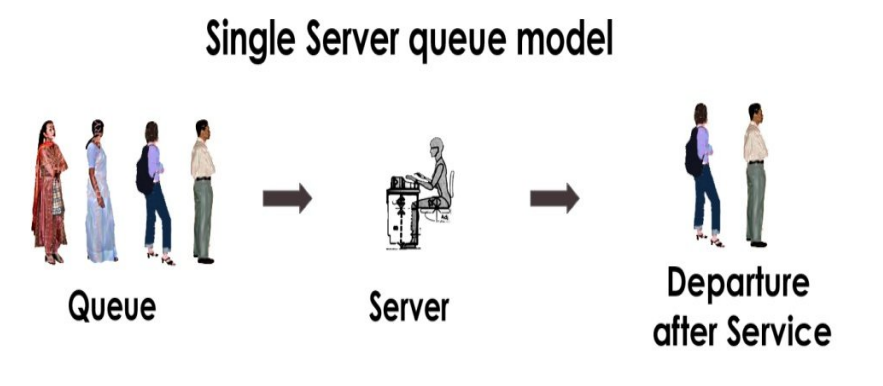 Single Server queue model
Queue
Server
Departure
after Service